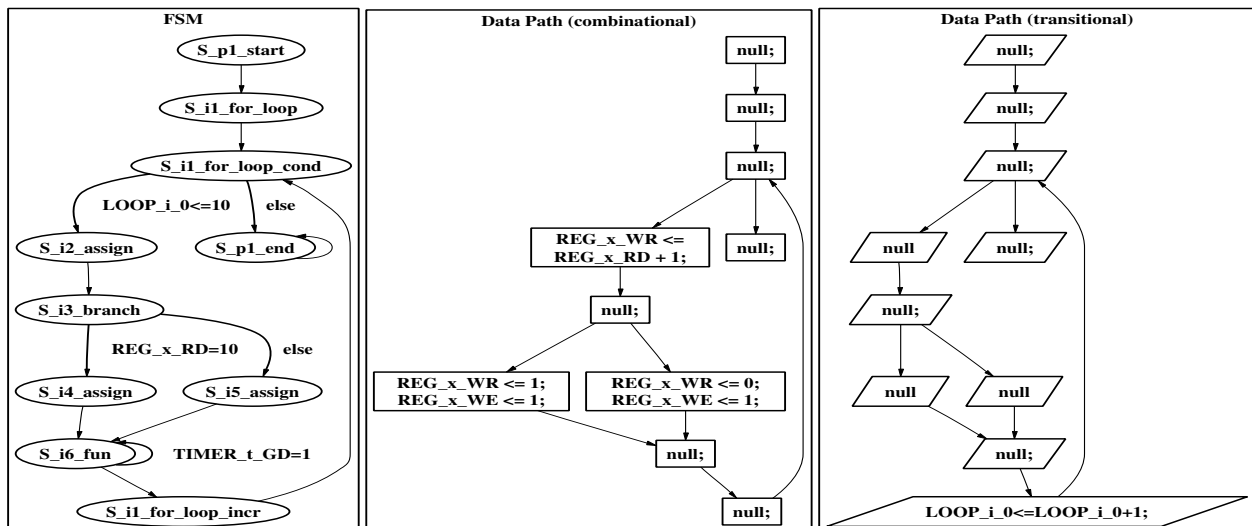 FSM
S_p1_start
S_i1_for_loop
S_i1_for_loop_cond
LOOP_i_0<=10
else
S_i2_assign
S_p1_end
S_i3_branch
REG_x_RD=10
else
S_i4_assign
S_i5_assign
S_i6_fun
TIMER_t_GD=1
S_i1_for_loop_incr
Data Path (combinational)
null;
null;
null;
REG_x_WR <=
REG_x_RD + 1;
null;
null;
REG_x_WR <= 1;
REG_x_WE <= 1;
REG_x_WR <= 0;
REG_x_WE <= 1;
null;
null;
Data Path (transitional)
null;
null;
null;
null
null;
null;
null
null;
null;
LOOP_i_0<=LOOP_i_0+1;